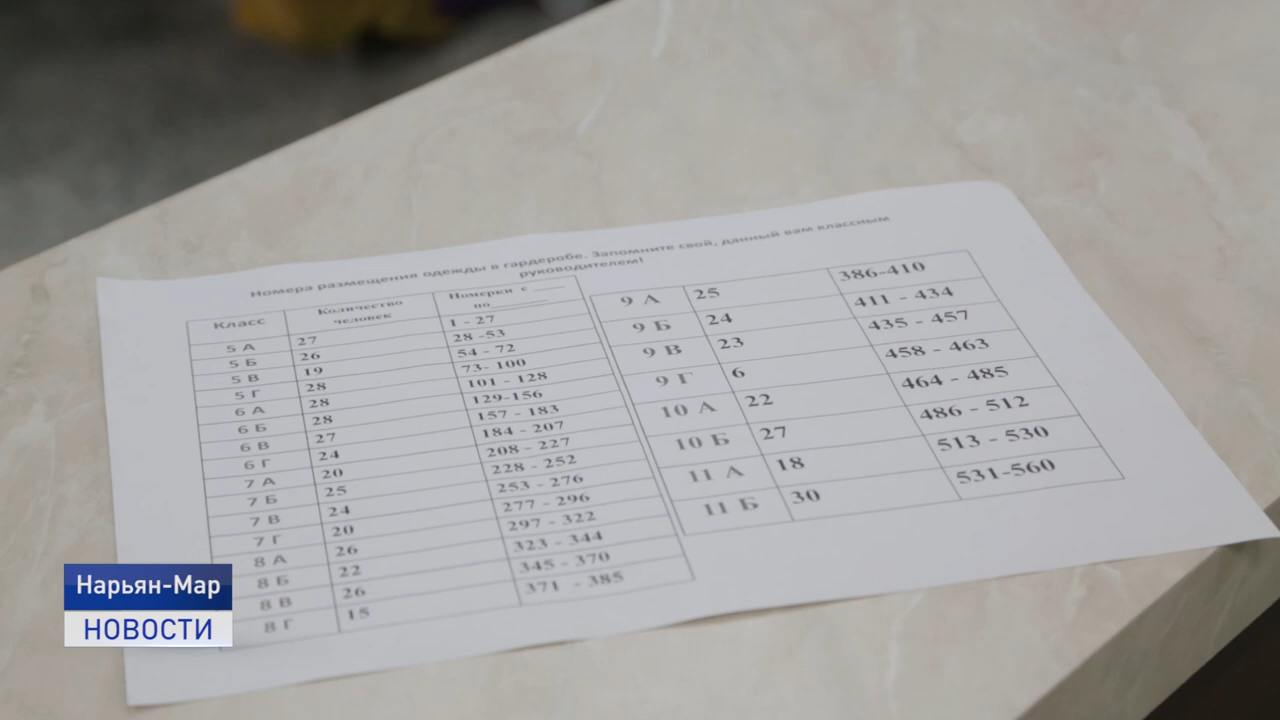 Номера размещения одежды в гардеробе. Запомните свой, данный вам классным
руководителем!
Класс Количество человек Номерки с ____ по ____
5 А 27 1 - 27
5 Б 26 28 -53
5 В 19 54 - 72
5 Г 28 73- 100
6 А 28 101 - 128
6 Б 28 129-156
6 В 27 157 - 183
6 Г 24 184 - 207
7 А 20 208 - 227
7 Б 25 228 - 252
7 В 24 253 - 276
7 Г 20 277 - 296
8 А 26 297 - 322
8 Б 22 323 - 344
8 В 26 345 - 370
8 Г 15 371 - 385
9 А 25 386-410
9 Б 24 411 - 434
9 В 23 435 - 457
9 Г 6 458 - 463
10 А 22 464 - 485
10 Б 27 486 - 512
11 А 18 513 - 530
11 Б 30 531-560
Нарьян-Мар
НОВОСТИ